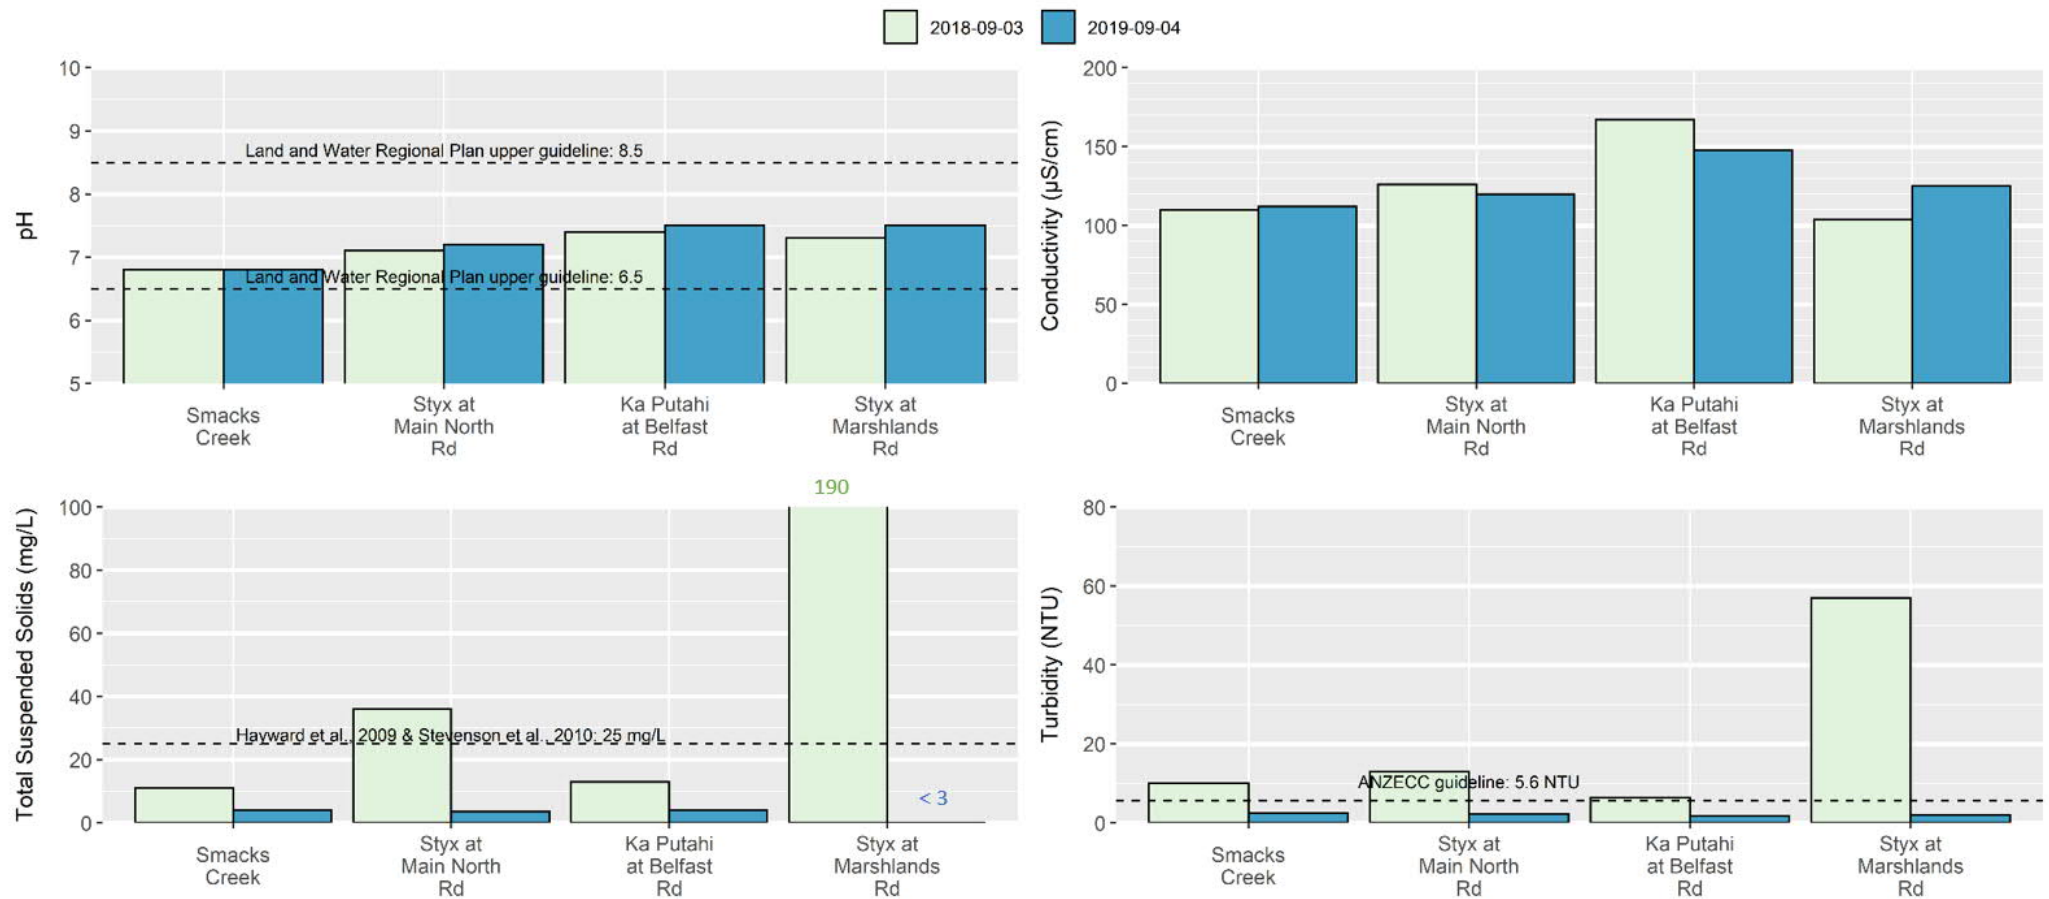 2018-09-03
2019-09-04
10
9
8
7
6
5
pH
Land and Water Regional Plan upper guideline: 8.5
Land and Water Regional Plan upper guideline: 6.5
Smacks
Creek
Styx at
Main North
Rd
Ka Putahi
at Belfast
Rd
Styx at
Marshlands
Rd
200
150
100
50
0
Conductivity (µS/cm)
Smacks
Creek
Styx at
Main North
Rd
Ka Putahi
at Belfast
Rd
Styx at
Marshlands
Rd
100
80
60
40
20
0
Total Suspended Solids (mg/L)
190
Hayward et al., 2009 & Stevenson et al., 2010: 25 mg/L
< 3
Smacks
Creek
Styx at
Main North
Rd
Ka Putahi
at Belfast
Rd
Styx at
Marshlands
Rd
80
60
40
20
0
Turbidity (NTU)
ANZECC guideline: 5.6 NTU
Smacks
Creek
Styx at
Main North
Rd
Ka Putahi
at Belfast
Rd
Styx at
Marshlands
Rd